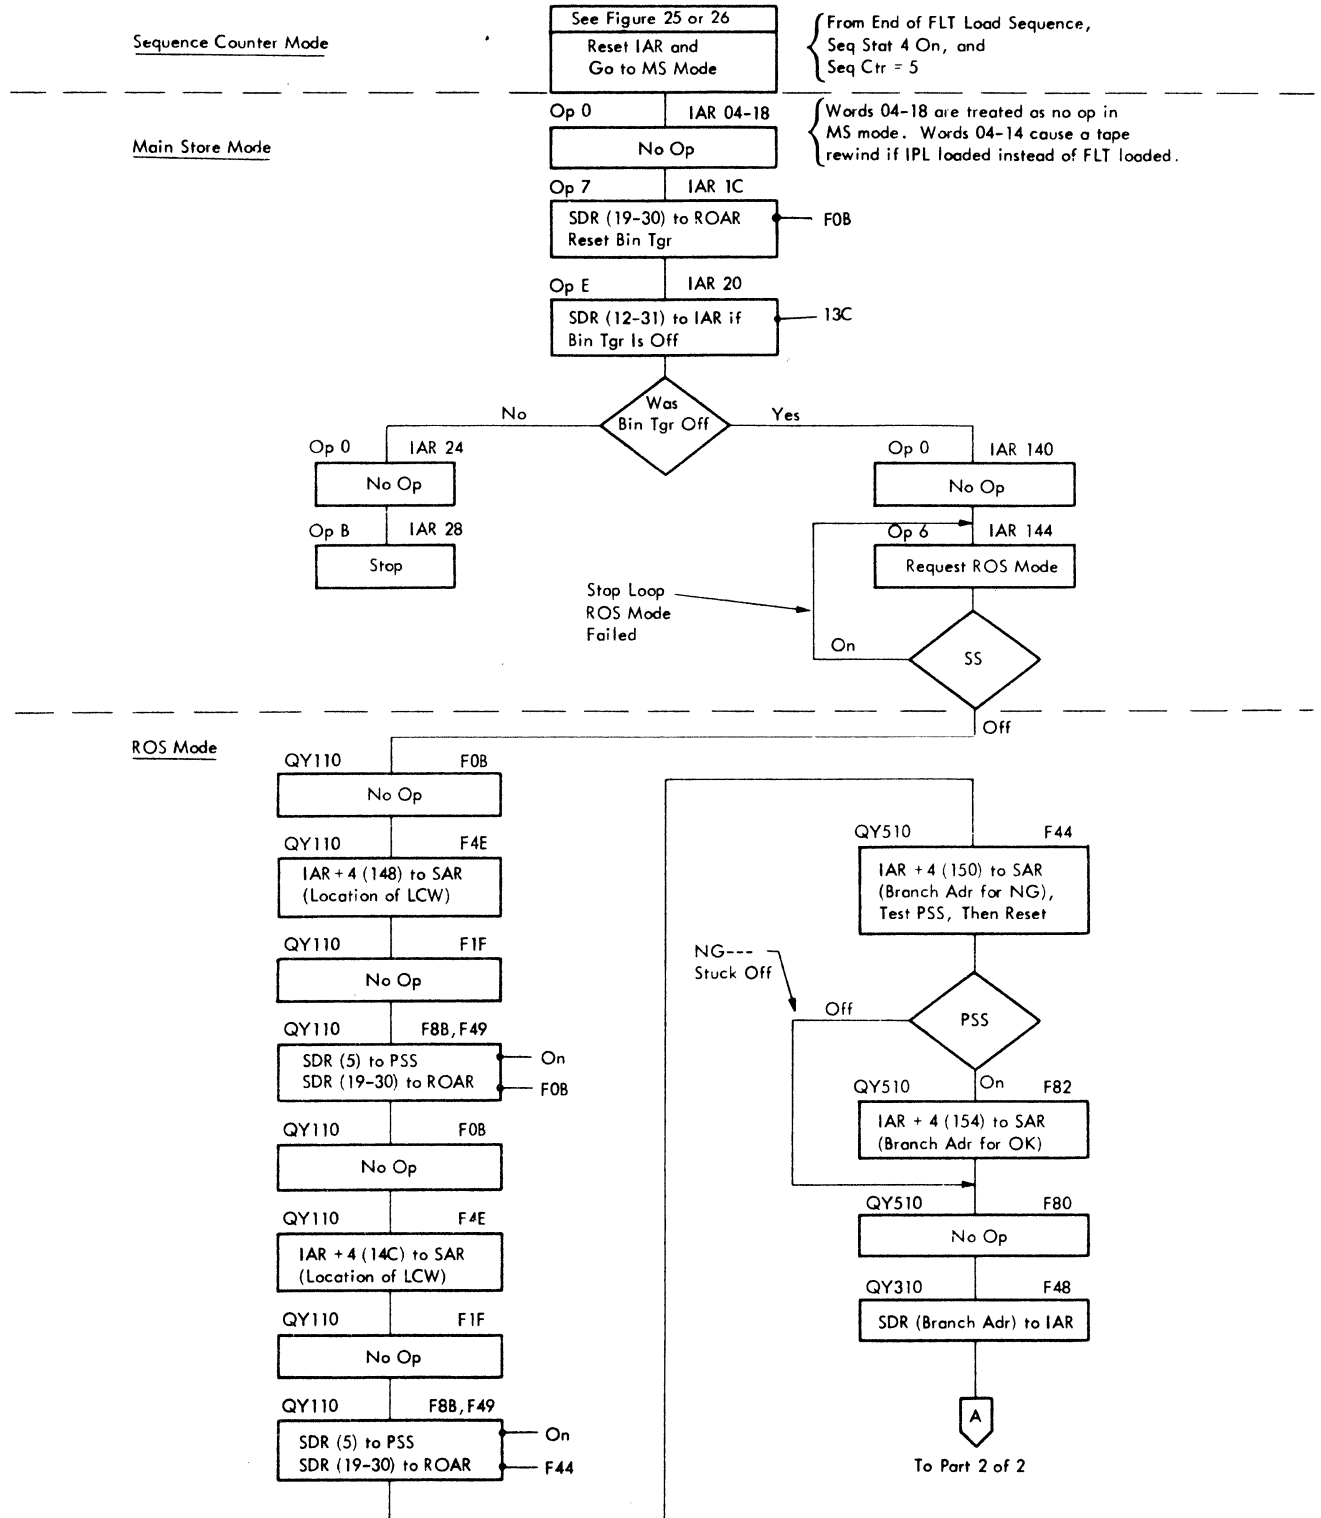 See Figure 25 or 26
Sequence Counter Mode
Reset IAR and
Go to MS Mode
From End of FLT Load Sequence,
Seq Stat 4 On, and
Seq Ctr = 5
Main Store Mode
Op 0 IAR 04-18
No Op
Words 04-18 are treated as no op in
MS mode. Words 04-14 cause a tape
rewind if IPL loaded instead of FLT loaded.
Op 7 IAR 1C
SDR (19-30) to ROAR
Reset Bin Tgr
F0B
Op E IAR 20
SDR (12-31) to IAR if
Bin Tgr Is Off
13C
Was
Bin Tgr Off
No
Yes
Op 0 IAR 24
No Op
Op B IAR 28
Stop
Op 0 IAR 140
No Op
Op 6 IAR 144
Request ROS Mode
Stop Loop
ROS Mode
Failed
On
SS
Off
ROS Mode
QY110 F0B
No Op
QY110 F4E
IAR + 4 (148) to SAR
(Location of LCW)
QY110 F1F
No Op
QY110 F8B, F49
SDR (5) to PSS
SDR (19-30) to ROAR
On
F0B
QY110 F0B
No Op
QY110 F4E
IAR + 4 (14C) to SAR
(Location of LCW)
QY110 F1F
No Op
QY110 F8B, F49
SDR (5) to PSS
SDR (19-30) to ROAR
On
F44
QY510 F44
IAR + 4 (150) to SAR
(Branch Adr for NG),
Test PSS, Then Reset
NG---
Stuck Off
Off
PSS
On
QY510 F82
IAR + 4 (154) to SAR
(Branch Adr for OK)
QY510 F80
No Op
QY310 F48
SDR (Branch Adr) to IAR
A
To Part 2 of 2